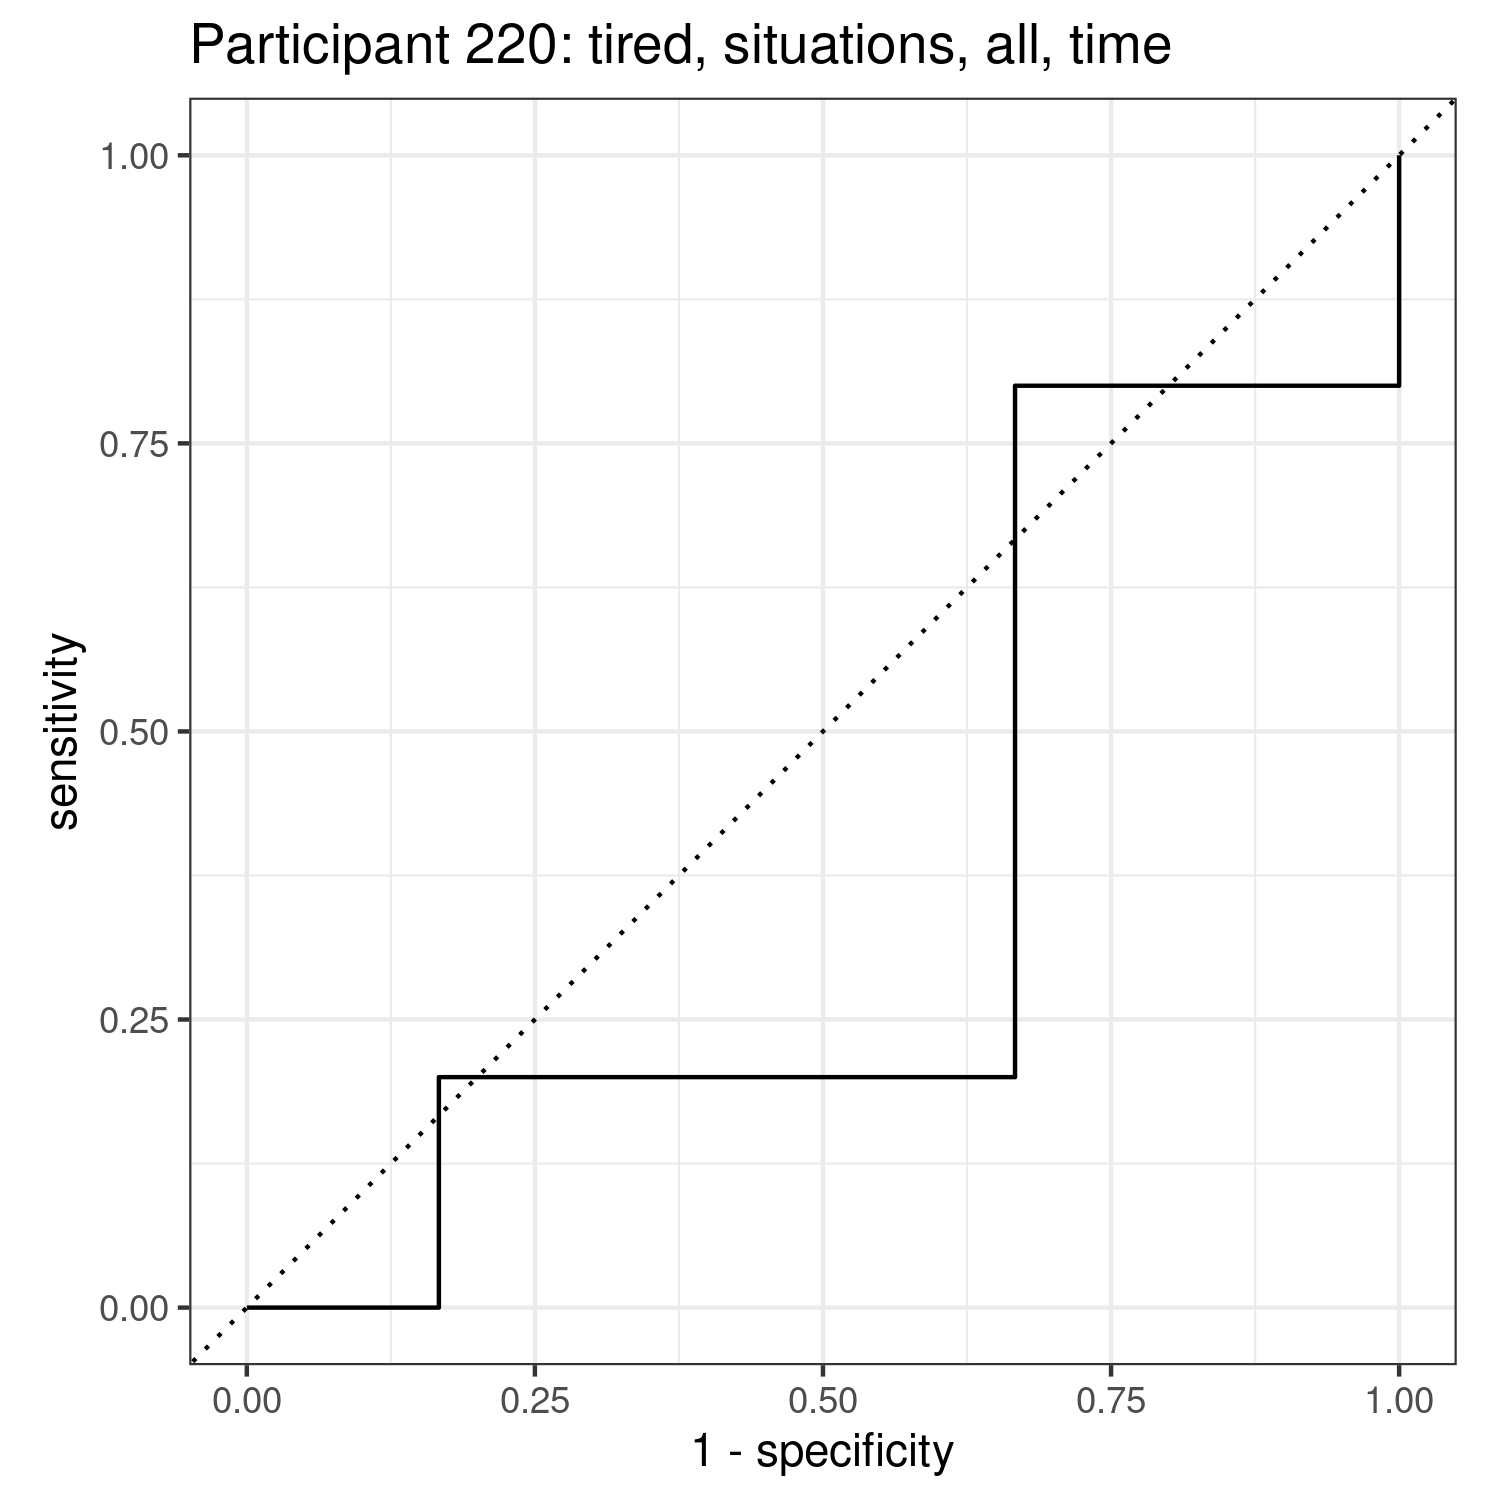 Participant 220: tired, situations, all, time
1.00
0.75
0.50
0.25
0.00
sensitivity
0.00 0.25 0.50 0.75 1.00
1 - specificity